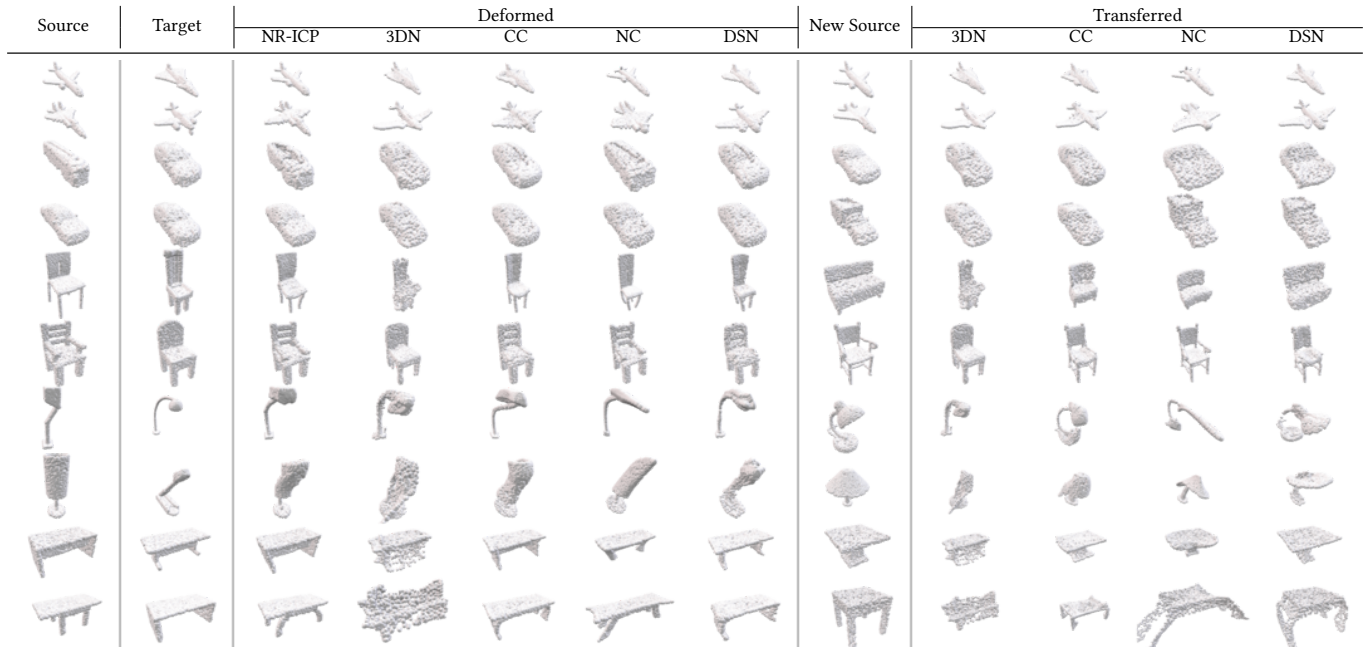 Source Target Deformed New Source Transferred
NR-ICP 3DN CC NC DSN 3DN CC NC DSN